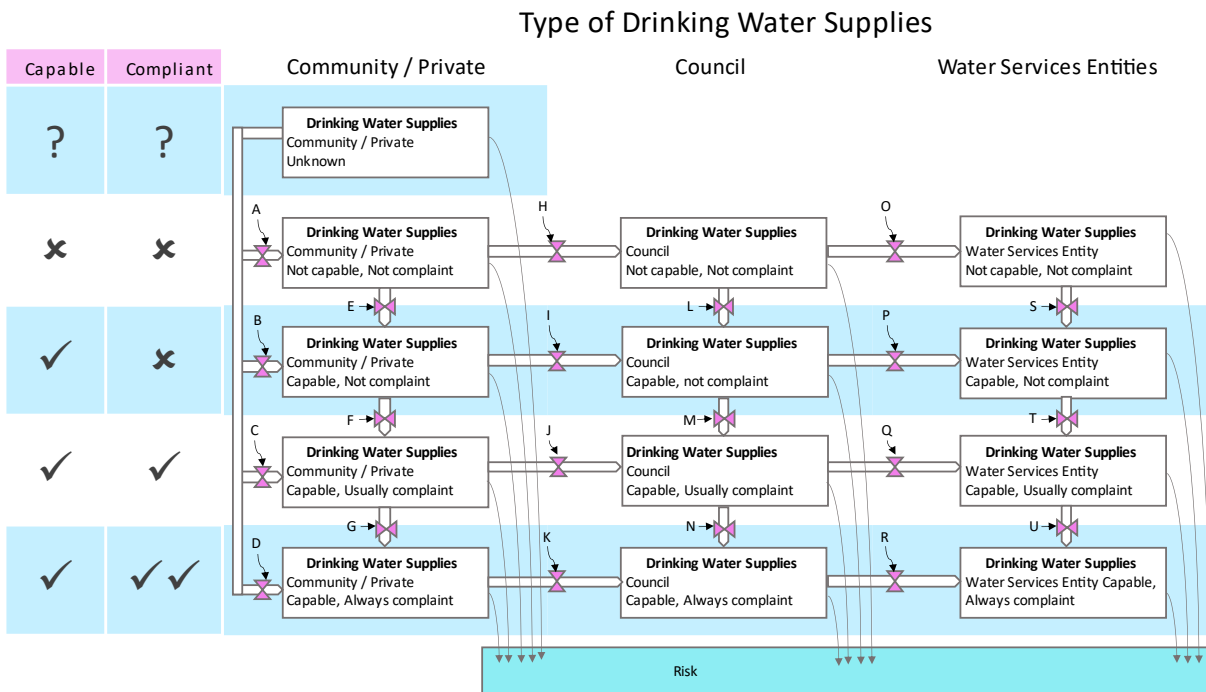 Type of Drinking Water Supplies
Capable
Compliant
Community / Private
Council
Water Services Entities
?
?
Drinking Water Supplies
Community / Private
Unknown
A
H
O
Drinking Water Supplies
Community / Private
Not capable, Not complaint
Drinking Water Supplies
Council
Not capable, Not complaint
Drinking Water Supplies
Water Services Entity
Not capable, Not complaint
E
L
S
B
I
P
Drinking Water Supplies
Community / Private
Capable, Not complaint
Drinking Water Supplies
Council
Capable, not complaint
Drinking Water Supplies
Water Services Entity
Capable, Not complaint
F
M
T
C
J
Q
Drinking Water Supplies
Community / Private
Capable, Usually complaint
Drinking Water Supplies
Council
Capable, Usually complaint
Drinking Water Supplies
Water Services Entity
Capable, Usually complaint
G
N
U
D
K
R
Drinking Water Supplies
Community / Private
Capable, Always complaint
Drinking Water Supplies
Council
Capable, Always complaint
Drinking Water Supplies
Water Services Entity Capable,
Always complaint
Risk